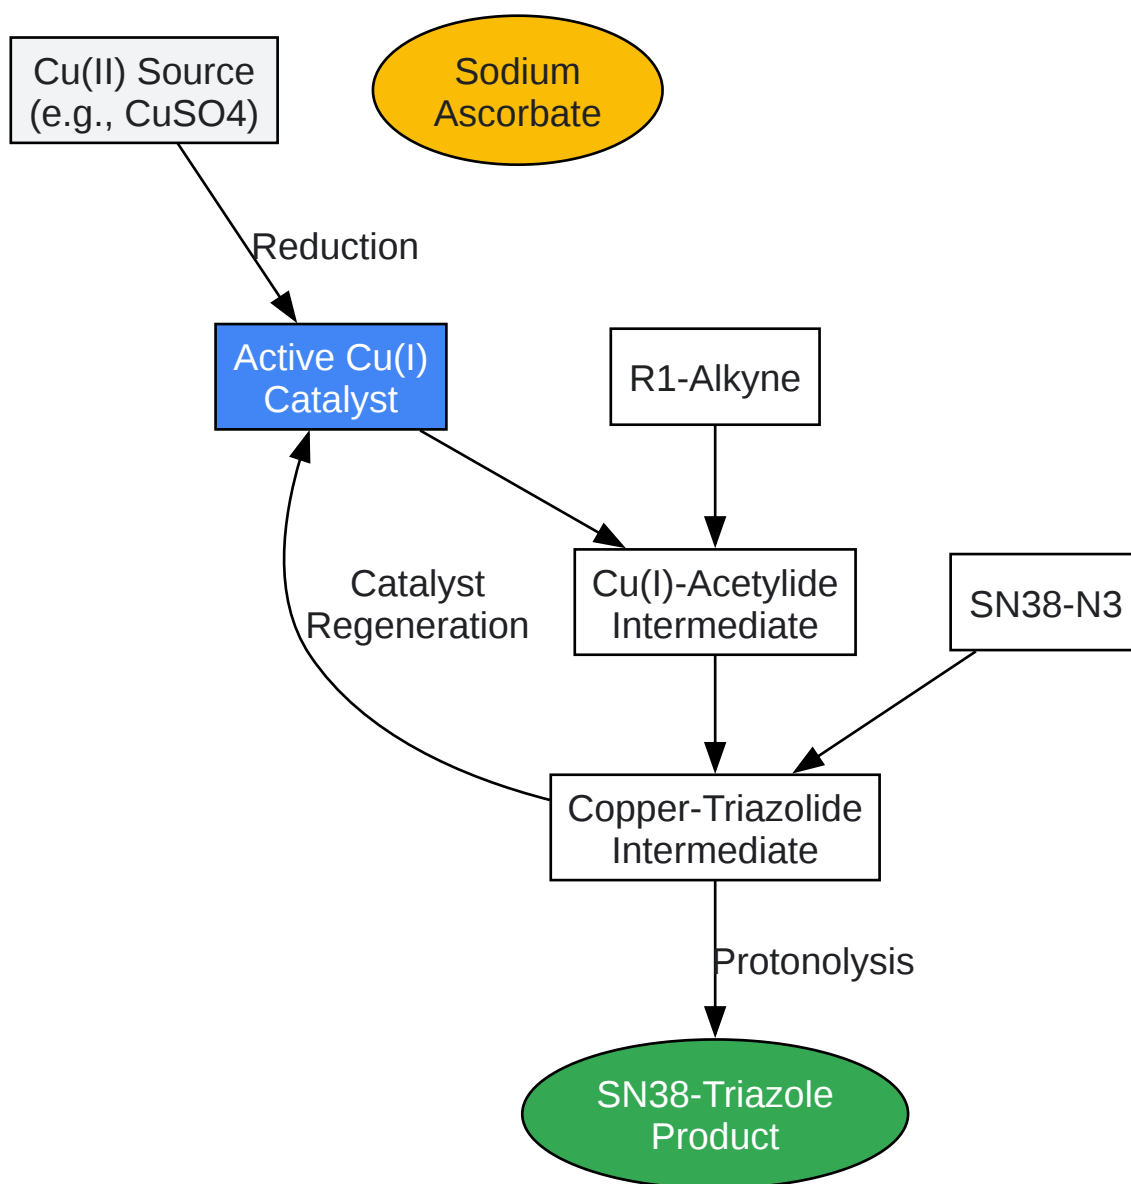 Cu(II) Source
(e.g., CuSO4)
Sodium
Ascorbate
Reduction
Active Cu(I)
Catalyst
R1-Alkyne
Catalyst
Regeneration
Cu(I)-Acetylide
Intermediate
SN38-N3
Copper-Triazolide
Intermediate
Protonolysis
SN38-Triazole
Product